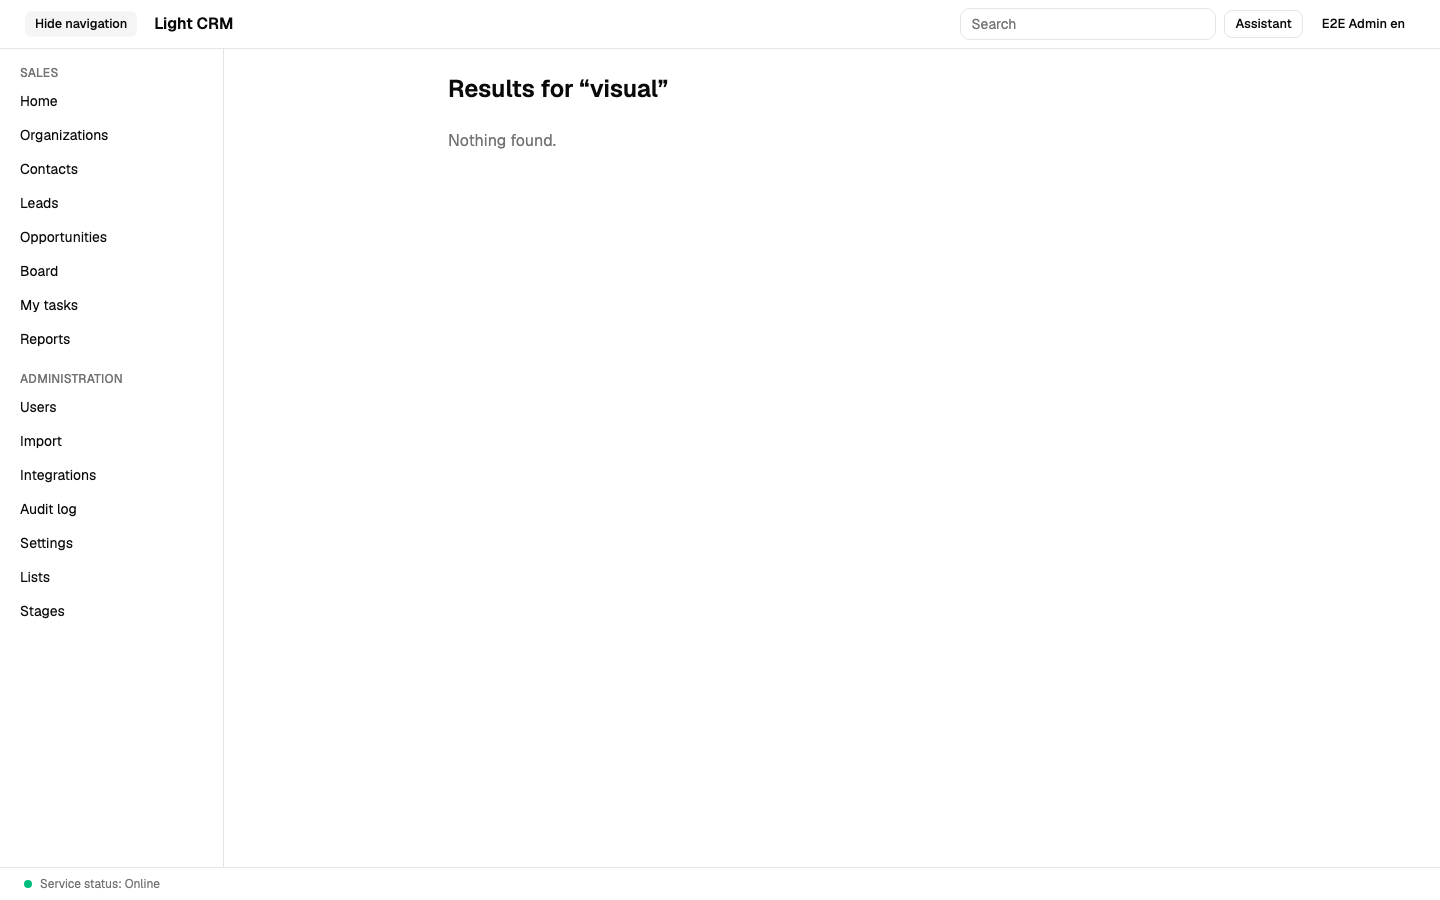 Hide navigation
Light CRM
Search
Assistant
E2E Admin en
SALES
Home
Organizations
Contacts
Leads
Opportunities
Board
My tasks
Reports
ADMINISTRATION
Users
Import
Integrations
Audit log
Settings
Lists
Stages
Results for “visual”
Nothing found.
Service status: Online